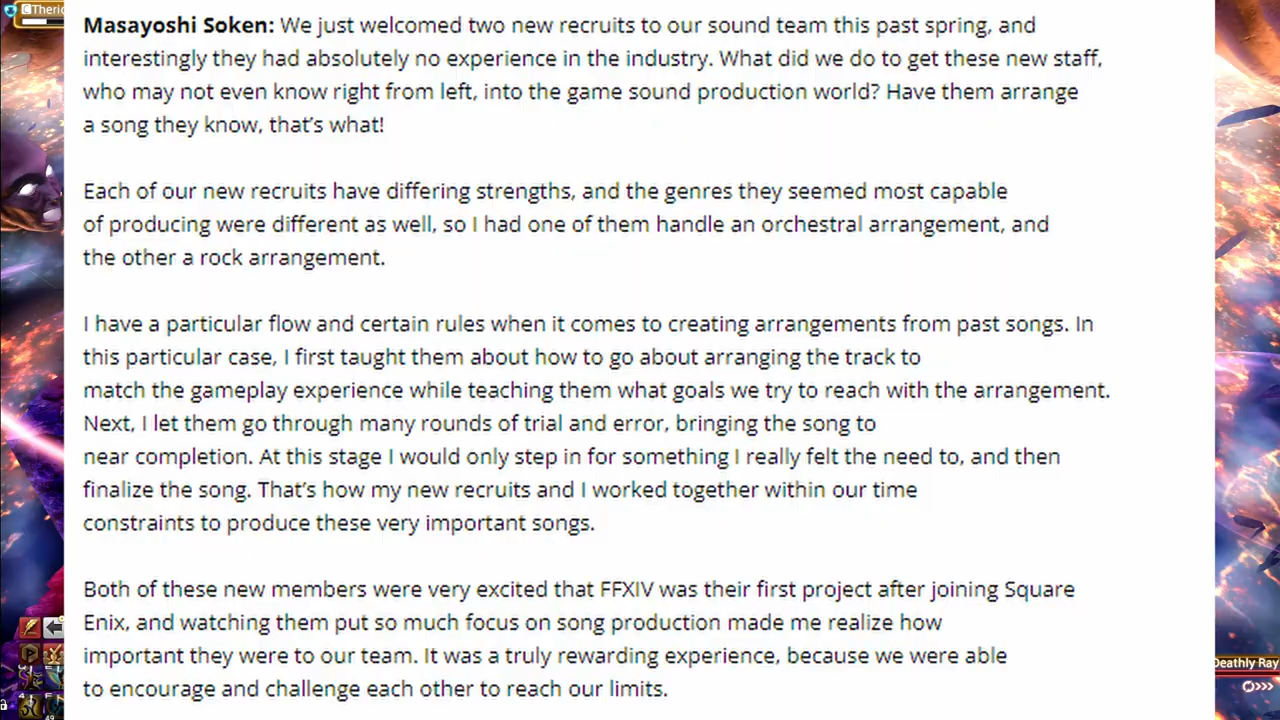 Therio
Masayoshi Soken: We just welcomed two new recruits to our sound team this past spring, and
interestingly they had absolutely no experience in the industry. What did we do to get these new staff,
who may not even know right from left, into the game sound production world? Have them arrange
a song they know, that's what!
Each of our new recruits have differing strengths, and the genres they seemed most capable
of producing were different as well, so I had one of them handle an orchestral arrangement, and
the other a rock arrangement.
I have a particular flow and certain rules when it comes to creating arrangements from past songs. In
this particular case, I first taught them about how to go about arranging the track to
match the gameplay experience while teaching them what goals we try to reach with the arrangement.
Next, I let them go through many rounds of trial and error, bringing the song to
near completion. At this stage I would only step in for something I really felt the need to, and then
finalize the song. That's how my new recruits and I worked together within our time
constraints to produce these very important songs.
Both of these new members were very excited that FFXIV was their first project after joining Square
Enix, and watching them put so much focus on song production made me realize how
important they were to our team. It was a truly rewarding experience, because we were able
to encourage and challenge each other to reach our limits.
Deathly Ray
49